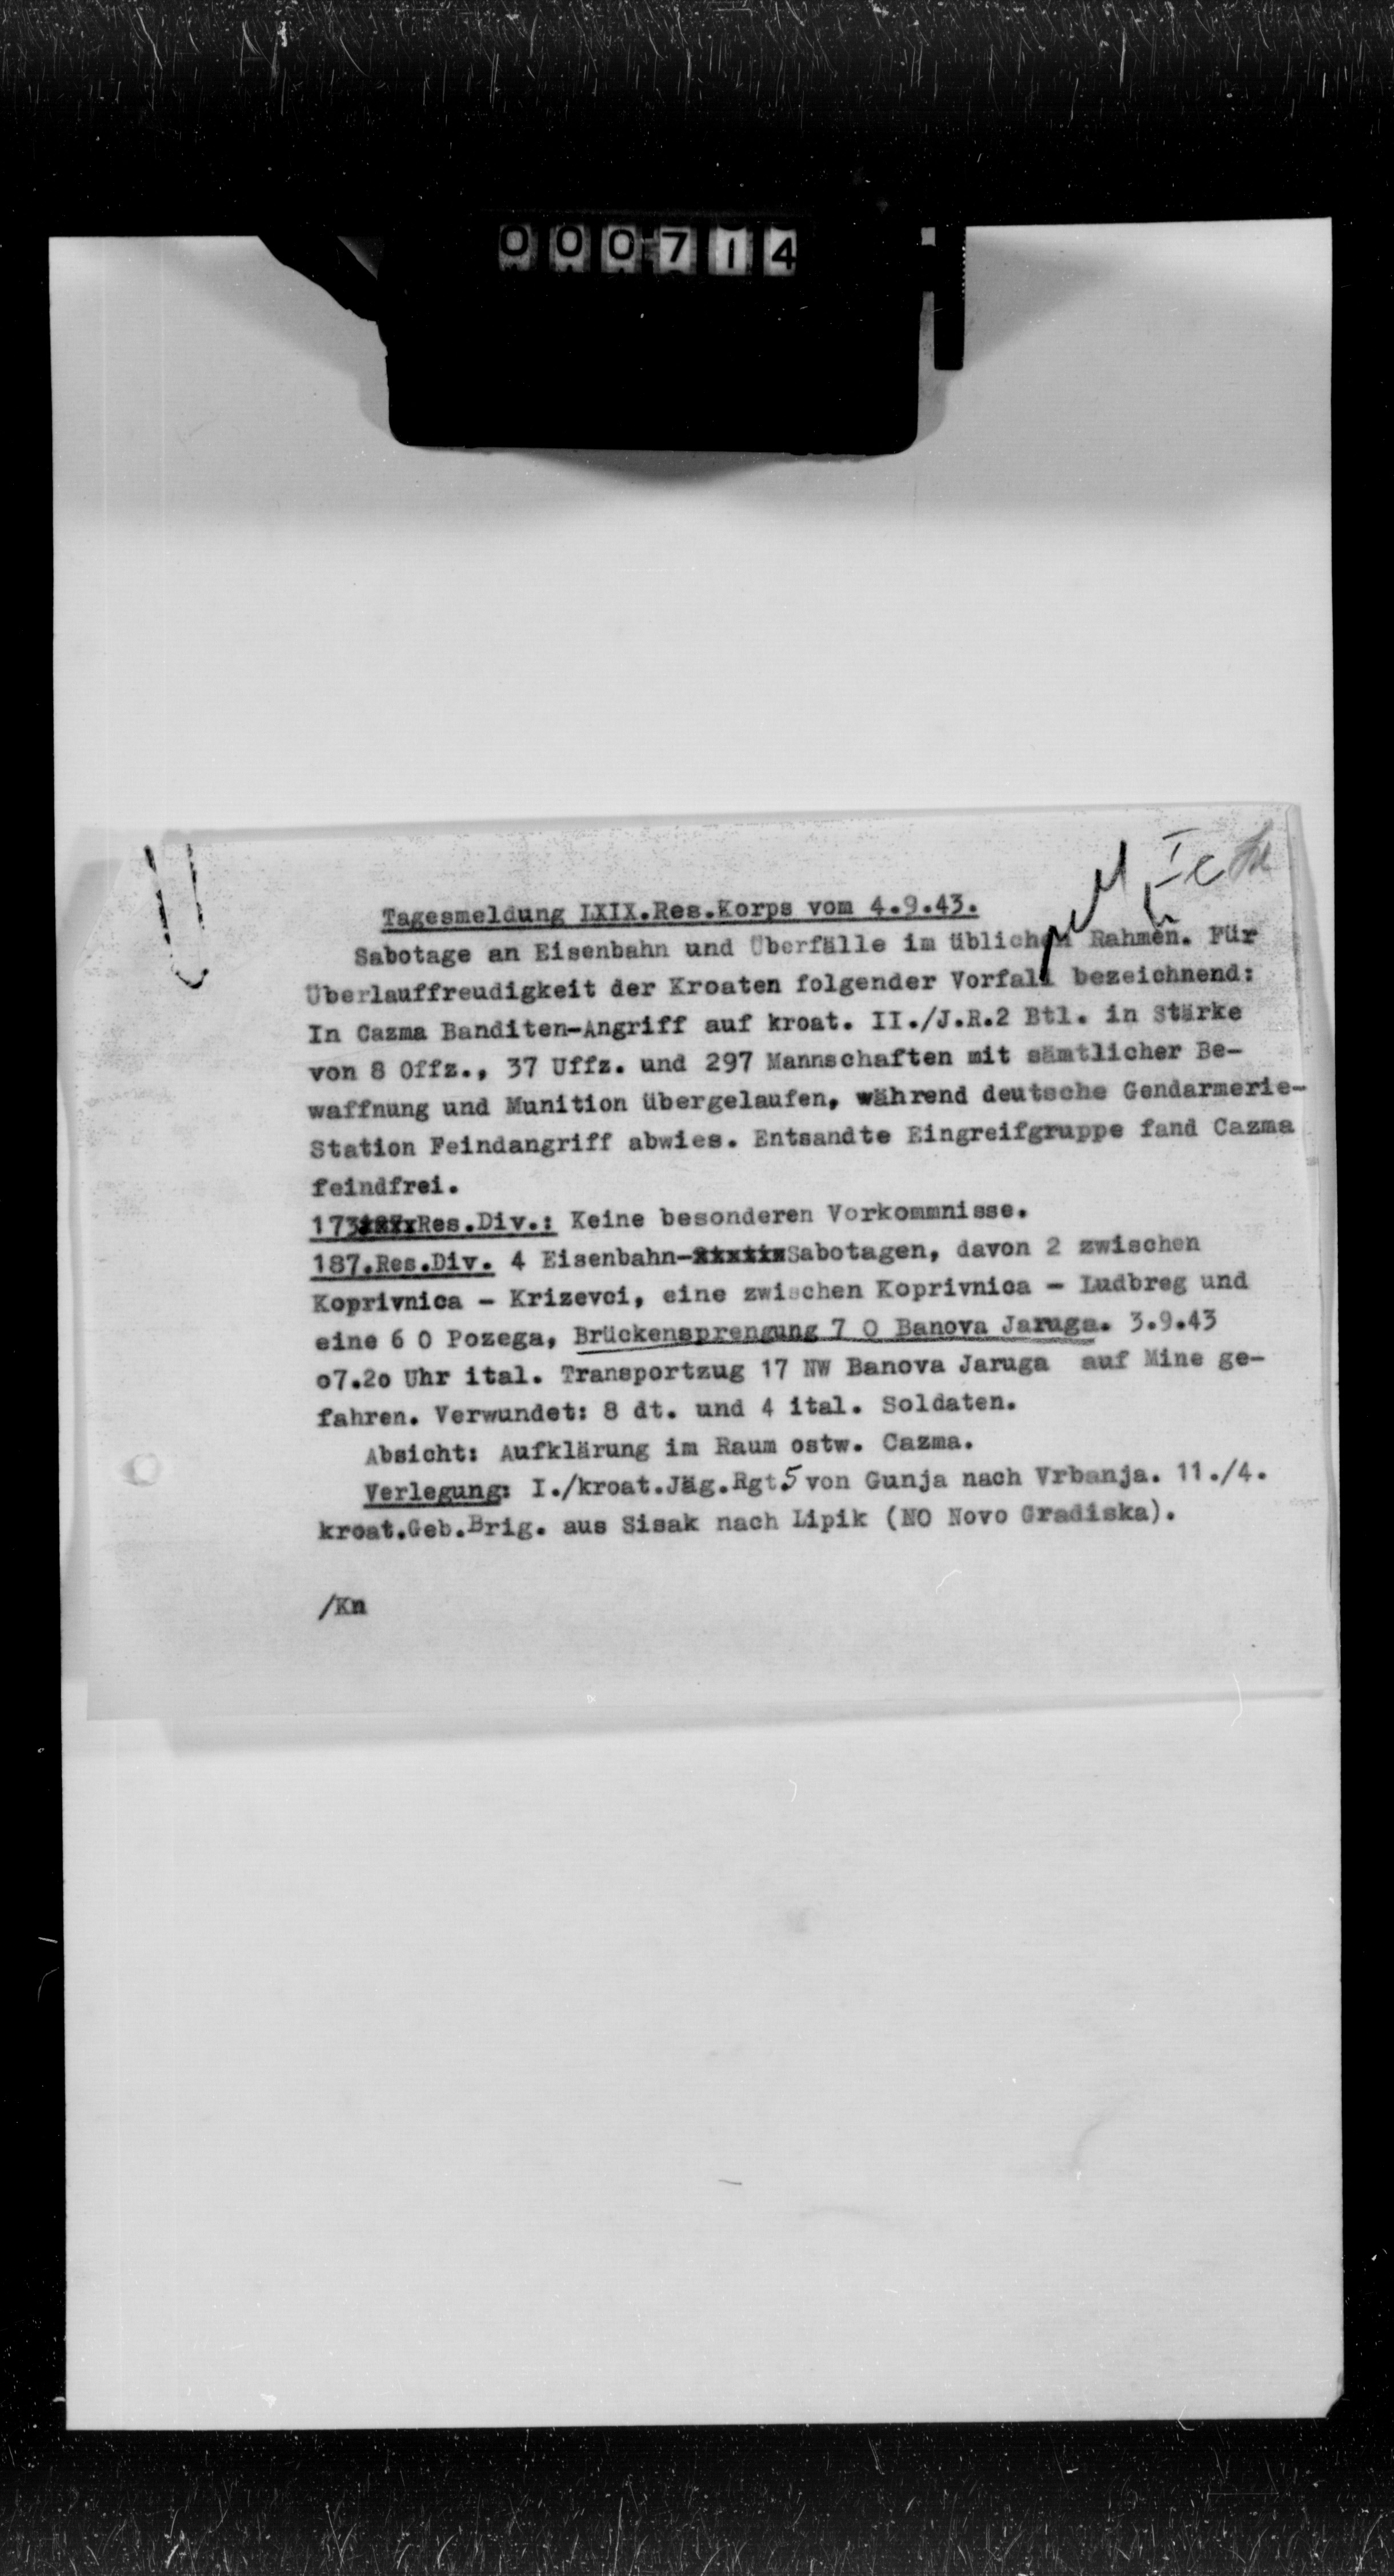 000714
Ic
Tagesmeldung LXIX.Res.Korps vom 4.9.43.
Sabotage an Eisenbahn und Überfälle im üblichen Rahmen. Für
Überlauffreudigkeit der Kroaten folgender Vorfall bezeichnend:
In Cazma Banditen-Angriff auf kroat. II./J.R.2 Btl. in Stärke
von 8 Offz., 37 Uffz. und 297 Mannschaften mit sämtlicher Be-
waffnung und Munition übergelaufen, während deutsche Gendarmerie-
Station Feindangriff abwies. Entsandte Eingreifgruppe fand Cazma
feindfrei.
173.Res.Div.: Keine besonderen Vorkommnisse.
187.Res.Div. 4 Eisenbahn-Sabotagen, davon 2 zwischen
Koprivnica - Krizevci, eine zwischen Koprivnica - Ludbreg und
eine 6 O Pozega, Brückensprengung 7 O Banova Jaruga. 3.9.43
o7.2o Uhr ital. Transportzug 17 NW Banova Jaruga auf Mine ge-
fahren. Verwundet: 8 dt. und 4 ital. Soldaten.
Absicht: Aufklärung im Raum ostw. Cazma.
Verlegung: I./kroat.Jäg.Rgt.5 von Gunja nach Vrbanja. 11./4.
kroat.Geb.Brig. aus Sisak nach Lipik (NO Novo Gradiska).
/Kn